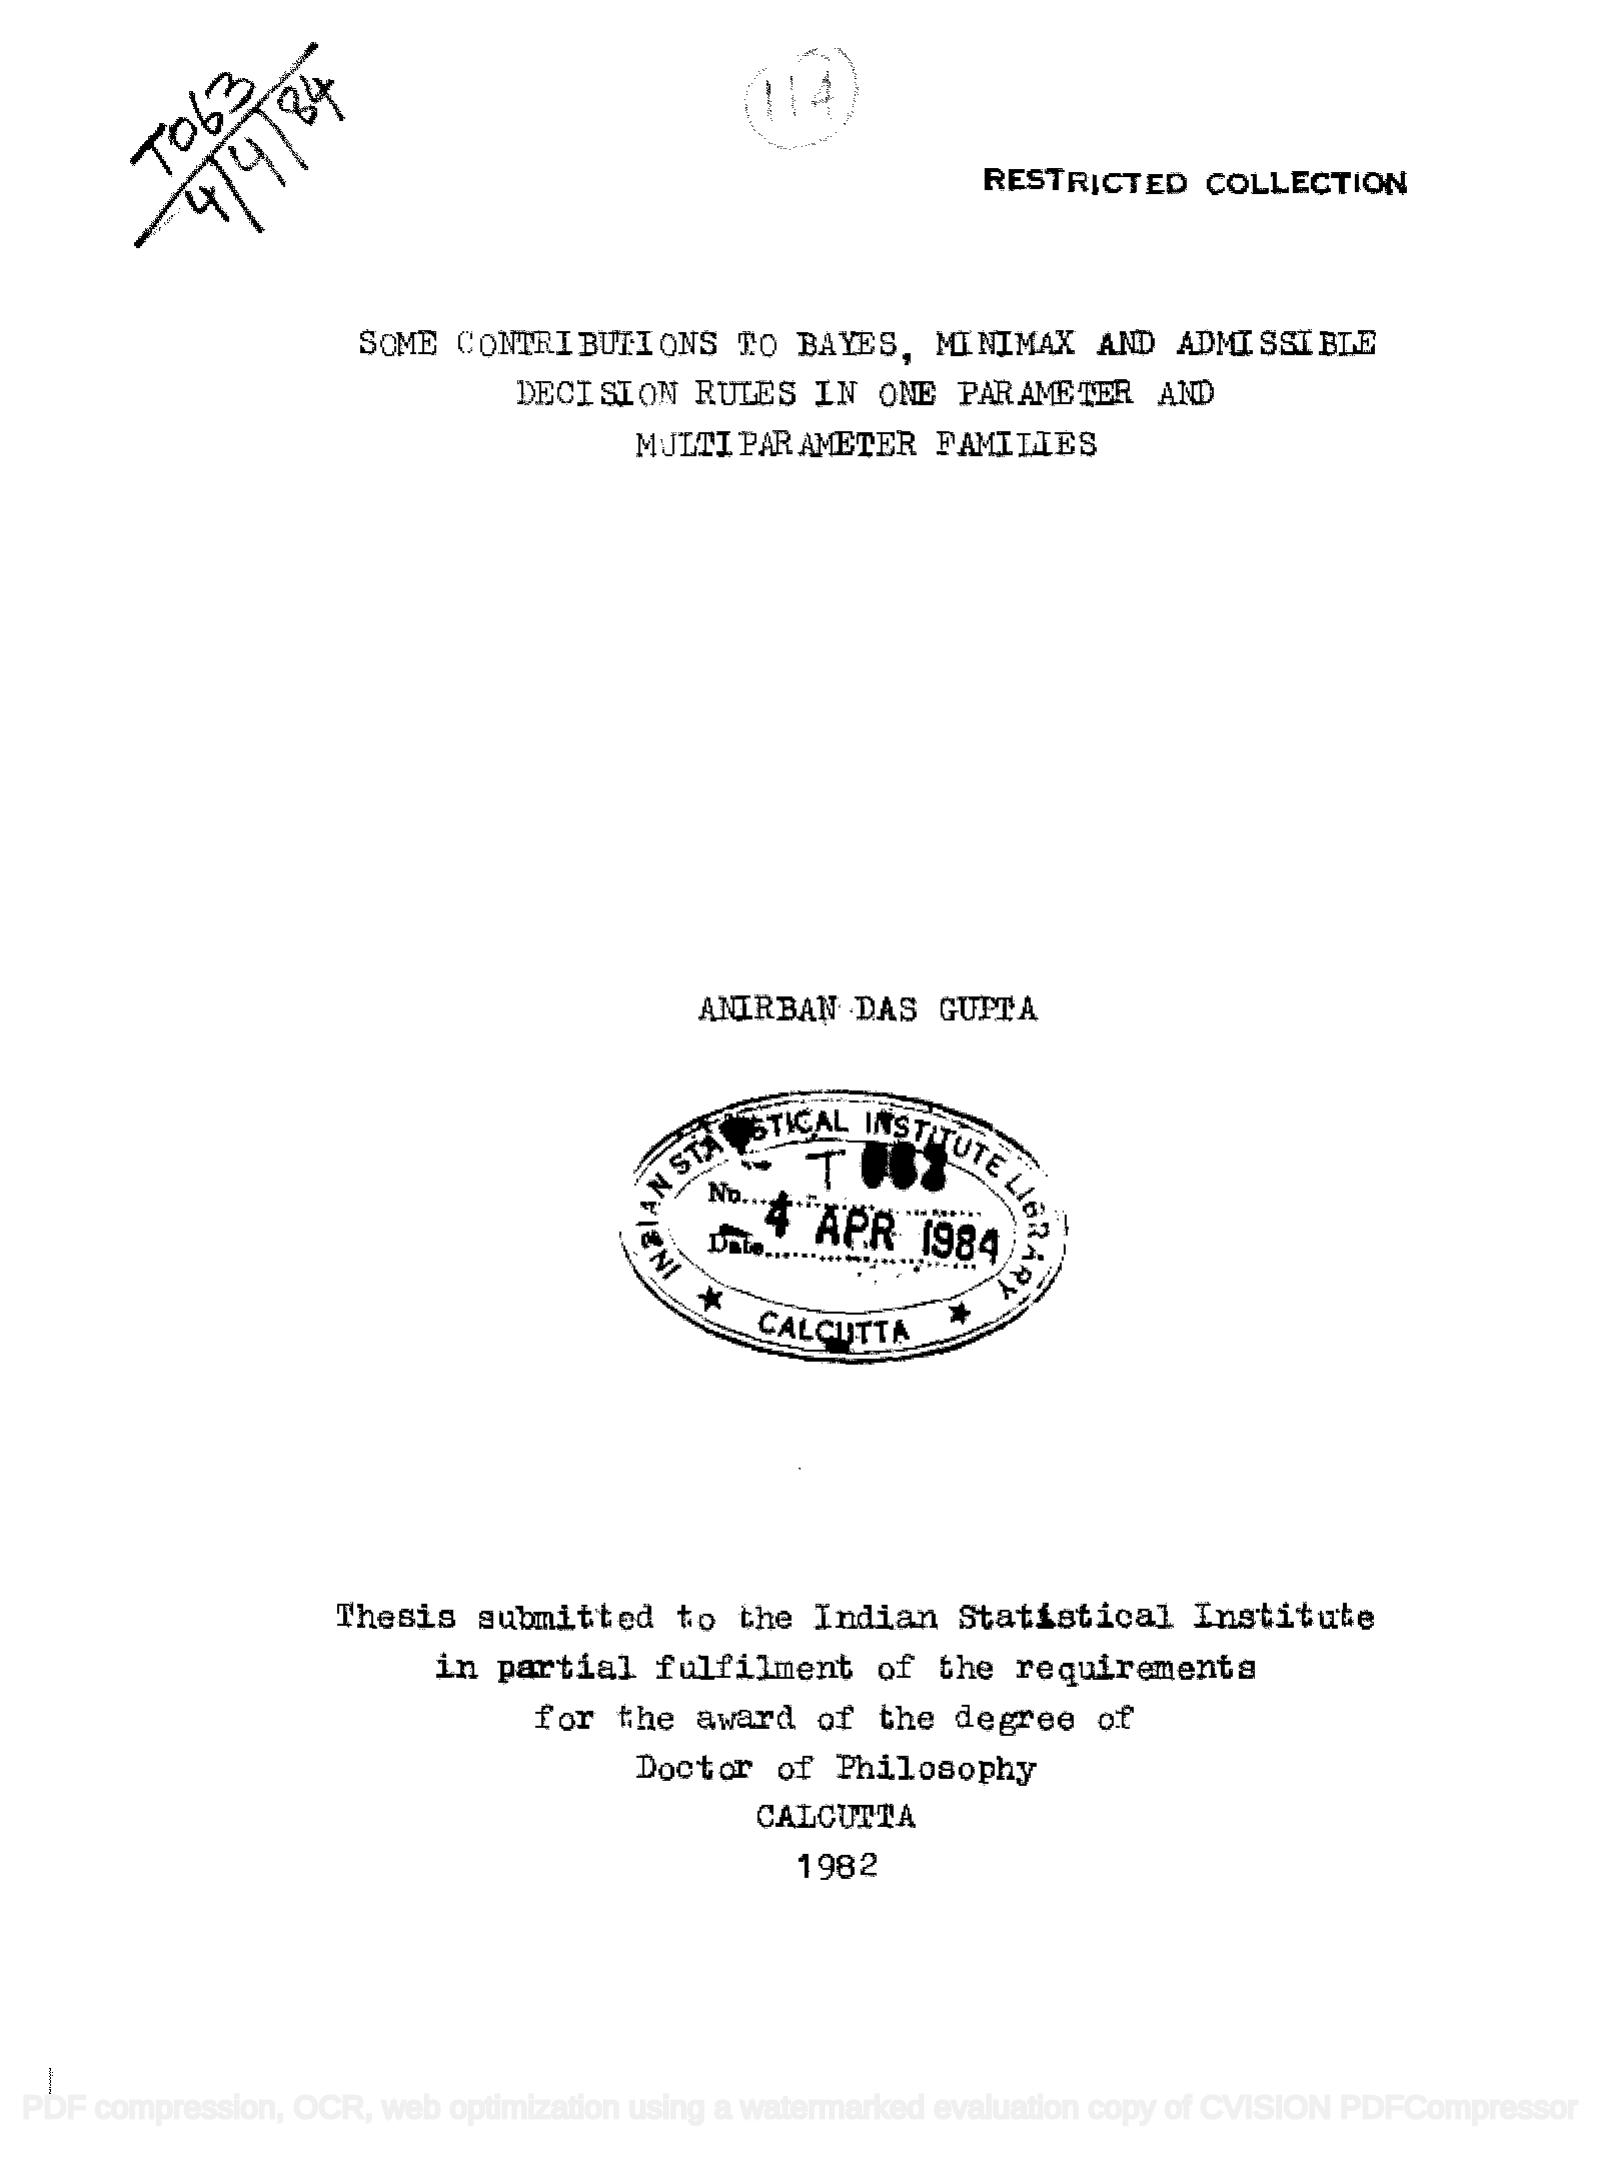 T063
4/4/84
114
RESTRICTED COLLECTION
SOME CONTRIBUTIONS TO BAYES, MINIMAX AND ADMISSIBLE
DECISION RULES IN ONE PARAMETER AND
MULTIPARAMETER FAMILIES
ANIRBAN DAS GUPTA
INDIAN STATISTICAL INSTITUTE LIBRARY
No. T
Date 4 APR 1984
★ CALCUTTA ★
Thesis submitted to the Indian Statistical Institute
in partial fulfilment of the requirements
for the award of the degree of
Doctor of Philosophy
CALCUTTA
1982
PDF compression, OCR, web optimization using a watermarked evaluation copy of CVISION PDFCompressor